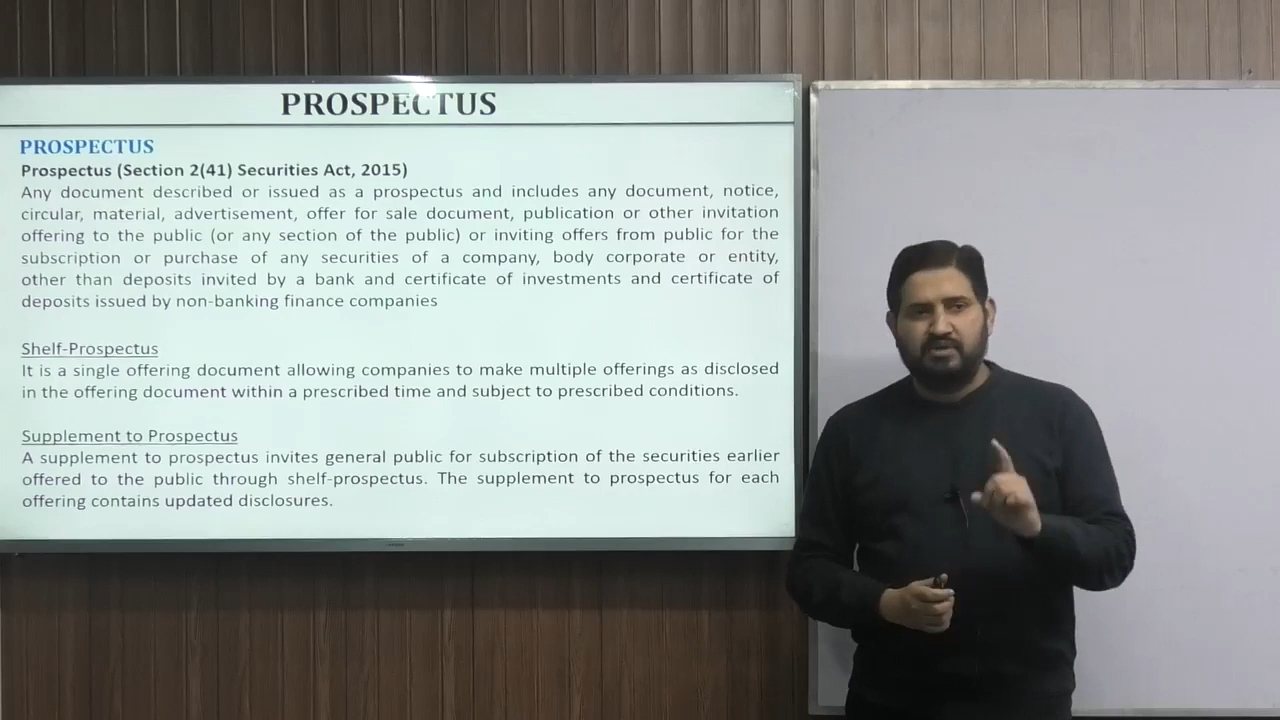 PROSPECTUS
PROSPECTUS
Prospectus (Section 2(41) Securities Act, 2015)
Any document described or issued as a prospectus and includes any document, notice,
circular, material, advertisement, offer for sale document, publication or other invitation
offering to the public (or any section of the public) or inviting offers from public for the
subscription or purchase of any securities of a company, body corporate or entity,
other than deposits invited by a bank and certificate of investments and certificate of
deposits issued by non-banking finance companies
Shelf-Prospectus
It is a single offering document allowing companies to make multiple offerings as disclosed
in the offering document within a prescribed time and subject to prescribed conditions.
Supplement to Prospectus
A supplement to prospectus invites general public for subscription of the securities earlier
offered to the public through shelf-prospectus. The supplement to prospectus for each
offering contains updated disclosures.